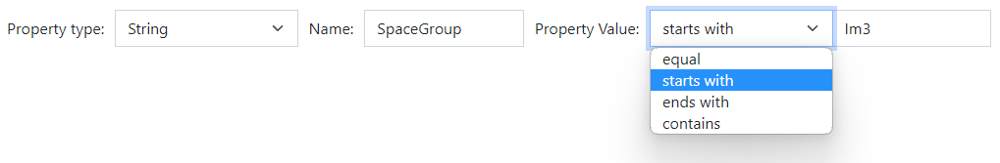 Property type: String Name: SpaceGroup Property Value: starts with Im3
equal
starts with
ends with
contains